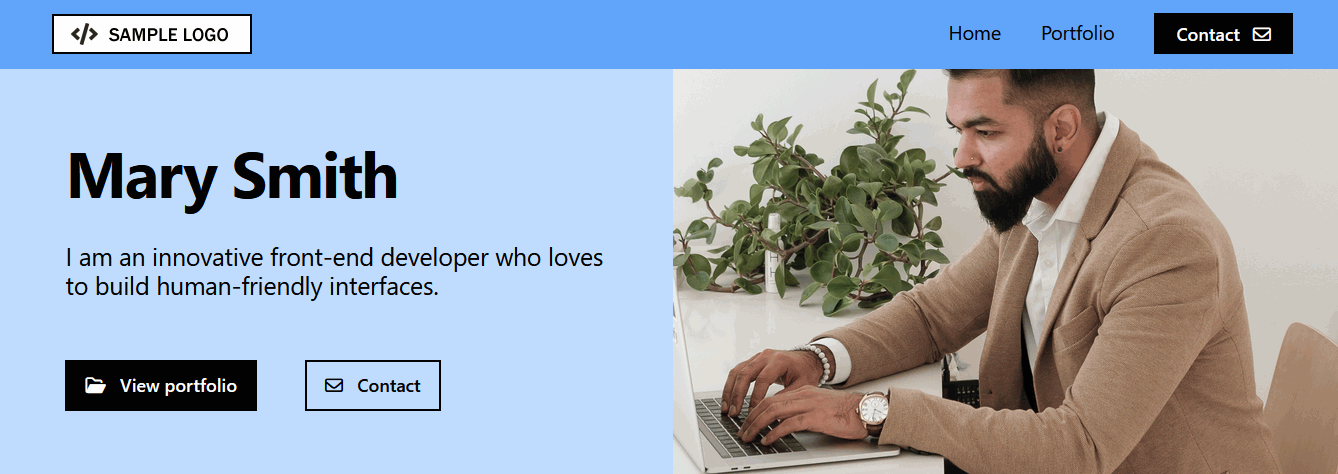 SAMPLE LOGO
Home
Portfolio
Contact
Mary Smith
I am an innovative front-end developer who loves
to build human-friendly interfaces.
View portfolio
Contact